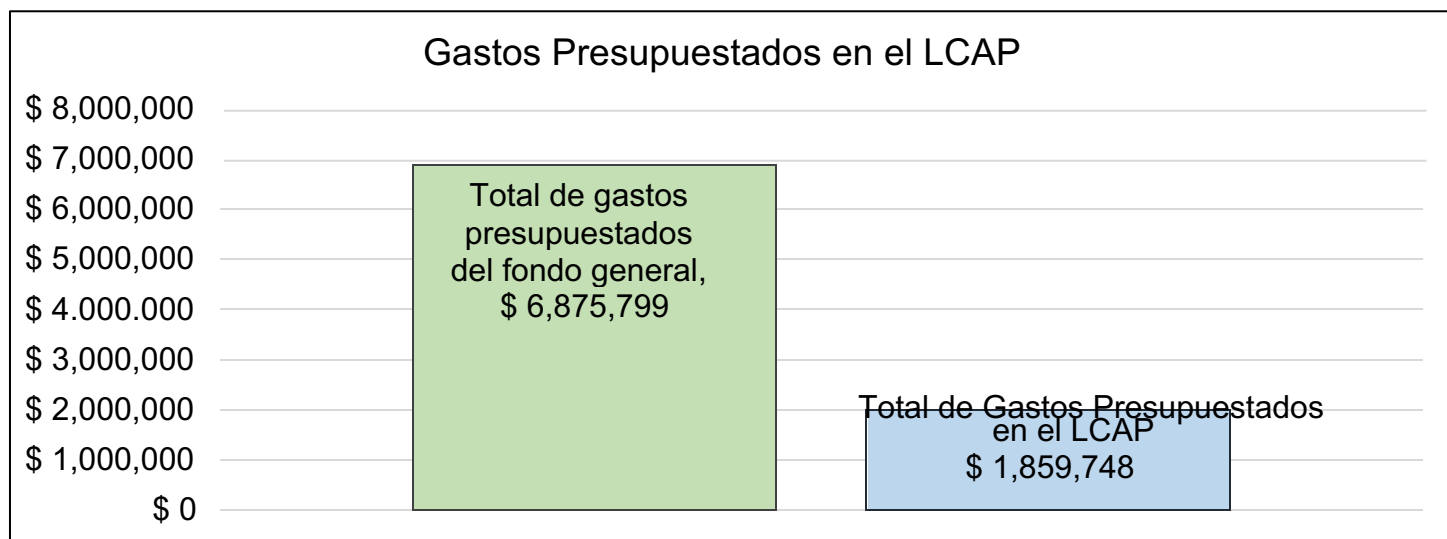 Gastos Presupuestados en el LCAP
$ 8,000,000
$ 7,000,000
$ 6,000,000
$ 5,000,000
$ 4.000.000
$ 3,000,000
$ 2,000,000
$ 1,000,000
$ 0
Total de gastos
presupuestados
del fondo general,
$ 6,875,799
Total de Gastos Presupuestados
en el LCAP
$ 1,859,748